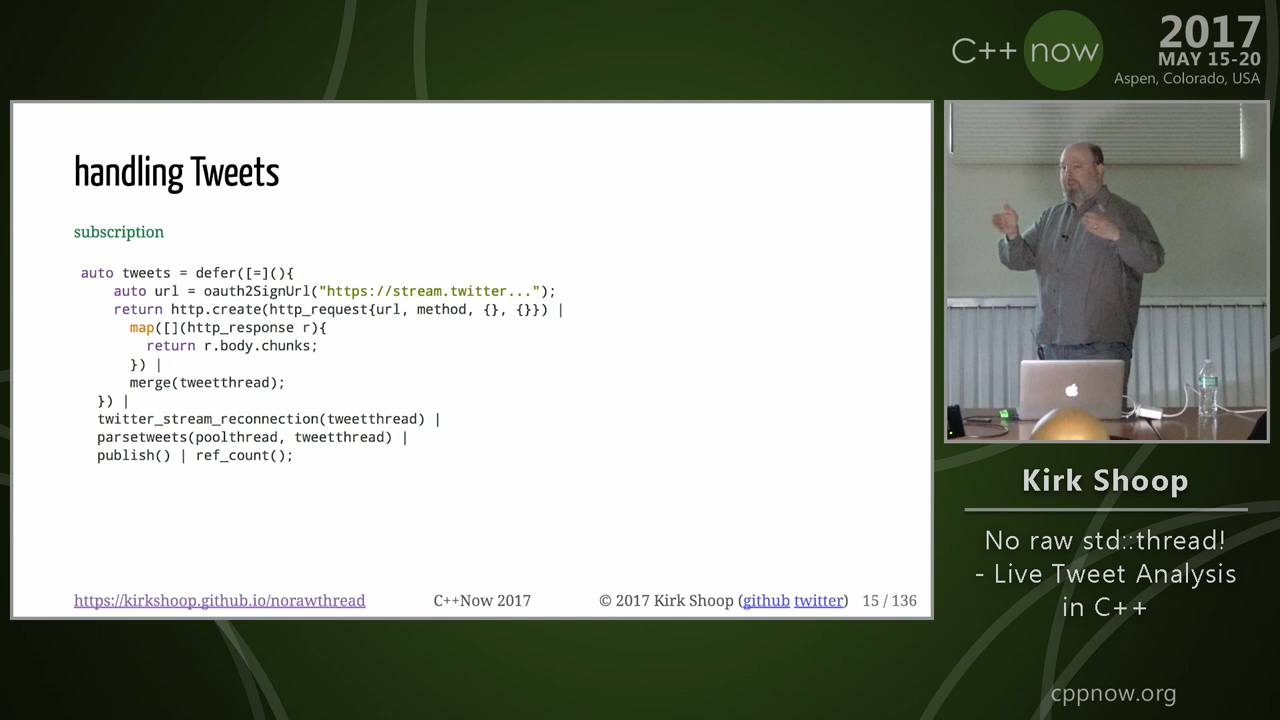 C++ now
2017
MAY 15-20
Aspen, Colorado, USA
handling Tweets
subscription
auto tweets = defer([=](){
    auto url = oauth2SignUrl("https://stream.twitter...");
    return http.create(http_request{url, method, {}, {}}) |
      map([](http_response r){
        return r.body.chunks;
      }) |
      merge(tweetthread);
  }) |
  twitter_stream_reconnection(tweetthread) |
  parsetweets(poolthread, tweetthread) |
  publish() | ref_count();
https://kirkshoop.github.io/norawthread C++Now 2017 © 2017 Kirk Shoop (github twitter) 15 / 136
Kirk Shoop
No raw std::thread!
- Live Tweet Analysis
in C++
cppnow.org